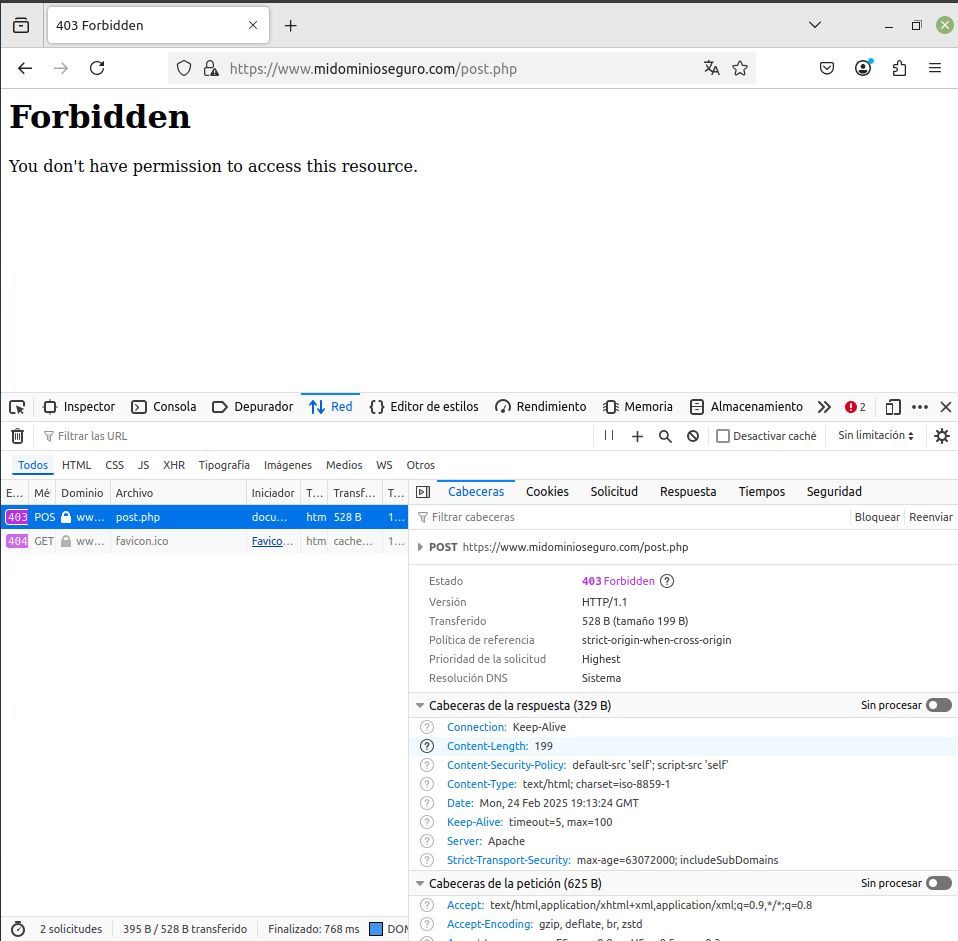 403 Forbidden
https://www.midominioseguro.com/post.php
Forbidden
You don't have permission to access this resource.
Inspector Consola Depurador Red Editor de estilos Rendimiento Memoria Almacenamiento 2
Filtrar las URL Desactivar caché Sin limitación
Todos HTML CSS JS XHR Tipografía Imágenes Medios WS Otros
E... Mé Dominio Archivo Iniciador T... Transf... T...
403 POS ww... post.php docu... htm 528 B 1...
404 GET ww... favicon.ico Favico... htm cache... 1...
Cabeceras Cookies Solicitud Respuesta Tiempos Seguridad
Filtrar cabeceras Bloquear Reenviar
POST https://www.midominioseguro.com/post.php
Estado 403 Forbidden
Versión HTTP/1.1
Transferido 528 B (tamaño 199 B)
Política de referencia strict-origin-when-cross-origin
Prioridad de la solicitud Highest
Resolución DNS Sistema
Cabeceras de la respuesta (329 B) Sin procesar
Connection: Keep-Alive
Content-Length: 199
Content-Security-Policy: default-src 'self'; script-src 'self'
Content-Type: text/html; charset=iso-8859-1
Date: Mon, 24 Feb 2025 19:13:24 GMT
Keep-Alive: timeout=5, max=100
Server: Apache
Strict-Transport-Security: max-age=63072000; includeSubDomains
Cabeceras de la petición (625 B) Sin procesar
Accept: text/html,application/xhtml+xml,application/xml;q=0.9,*/*;q=0.8
Accept-Encoding: gzip, deflate, br, zstd
2 solicitudes 395 B / 528 B transferido Finalizado: 768 ms DOM